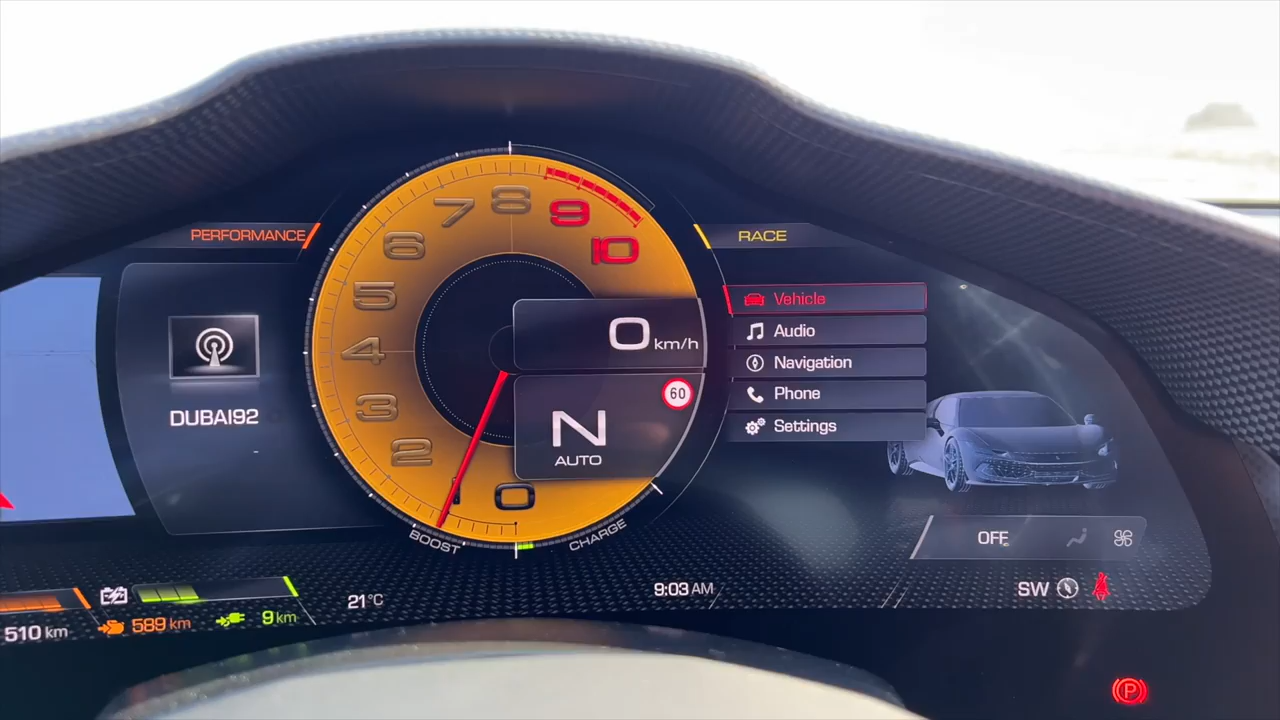 PERFORMANCE
RACE
7
8
9
10
6
5
4
3
2
1
0
0 km/h
60
N
AUTO
Vehicle
Audio
Navigation
Phone
Settings
DUBAI92
BOOST
CHARGE
OFF
9:03 AM
SW
21°C
510 km
589 km
9 km
P